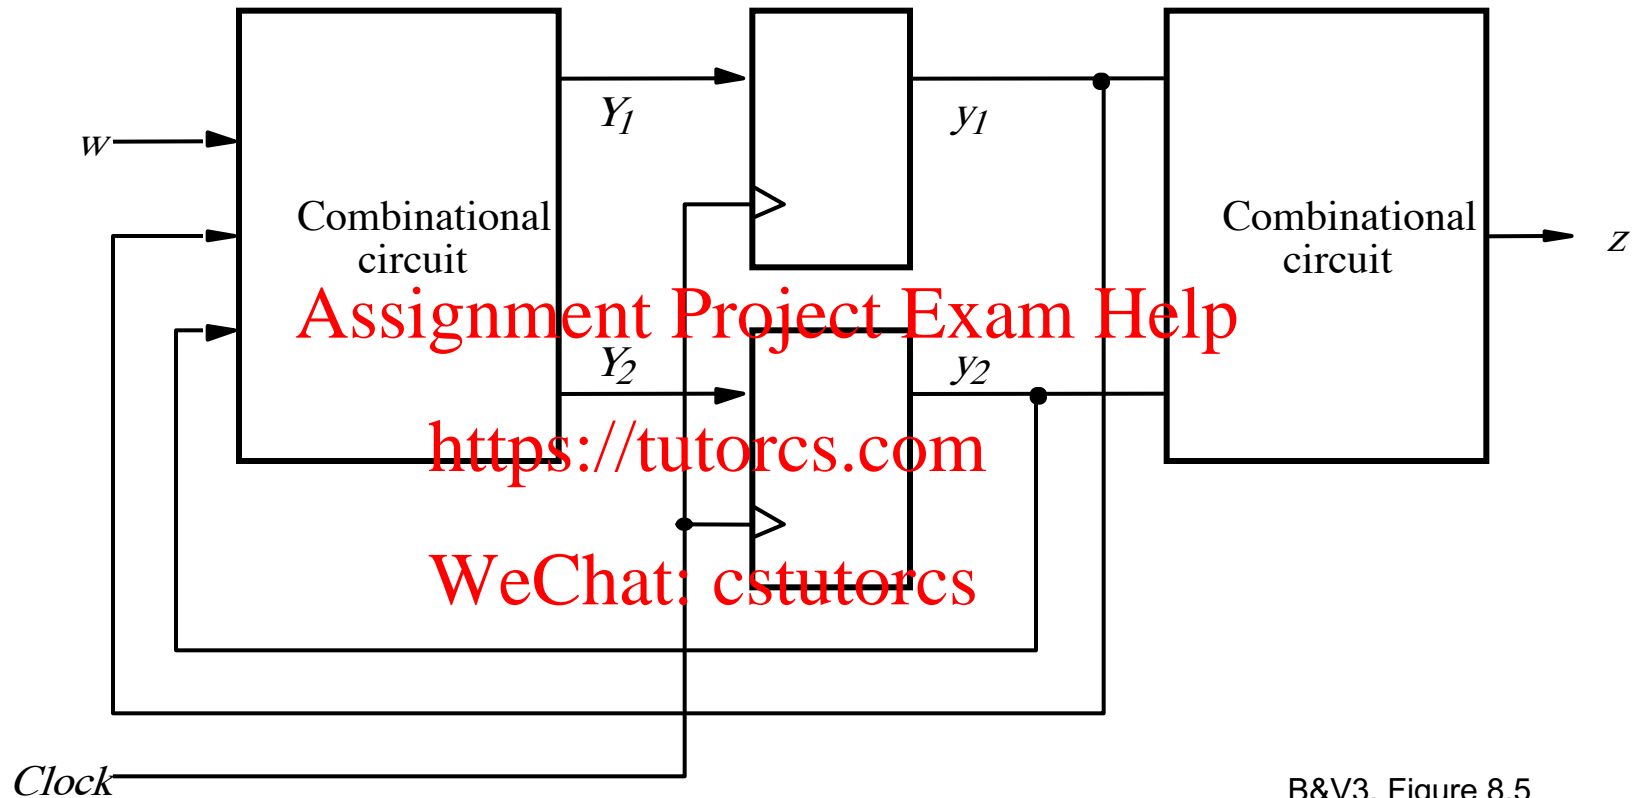 Y1
y1
w
Combinational
circuit
Combinational
circuit
z
Assignment Project Exam Help
Y2
y2
https://tutorcs.com
WeChat: cstutorcs
Clock
B&V3, Figure 8.5